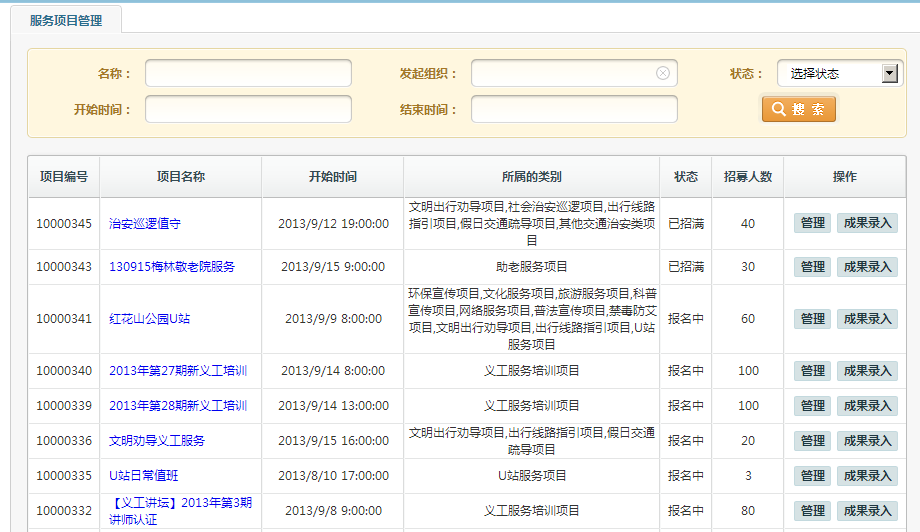 服务项目管理
名称： 发起组织： 状态： 选择状态
开始时间： 结束时间： 搜 索
项目编号 项目名称 开始时间 所属的类别 状态 招募人数 操作
10000345 治安巡逻值守 2013/9/12 19:00:00 文明出行劝导项目,社会治安巡逻项目,出行线路
指引项目,假日交通疏导项目,其他交通治安类项
目 已招满 40 管理 成果录入
10000343 130915梅林敬老院服务 2013/9/15 9:00:00 助老服务项目 已招满 30 管理 成果录入
10000341 红花山公园U站 2013/9/9 8:00:00 环保宣传项目,文化服务项目,旅游服务项目,科普
宣传项目,网络服务项目,普法宣传项目,禁毒防艾
项目,文明出行劝导项目,出行线路指引项目,U站
服务项目 报名中 60 管理 成果录入
10000340 2013年第27期新义工培训 2013/9/14 8:00:00 义工服务培训项目 报名中 100 管理 成果录入
10000339 2013年第28期新义工培训 2013/9/14 13:00:00 义工服务培训项目 报名中 100 管理 成果录入
10000336 文明劝导义工服务 2013/9/15 16:00:00 文明出行劝导项目,出行线路指引项目,假日交通
疏导项目 报名中 20 管理 成果录入
10000335 U站日常值班 2013/8/10 17:00:00 U站服务项目 报名中 3 管理 成果录入
10000332 【义工讲坛】2013年第3期
讲师认证 2013/9/8 9:00:00 义工服务培训项目 报名中 80 管理 成果录入